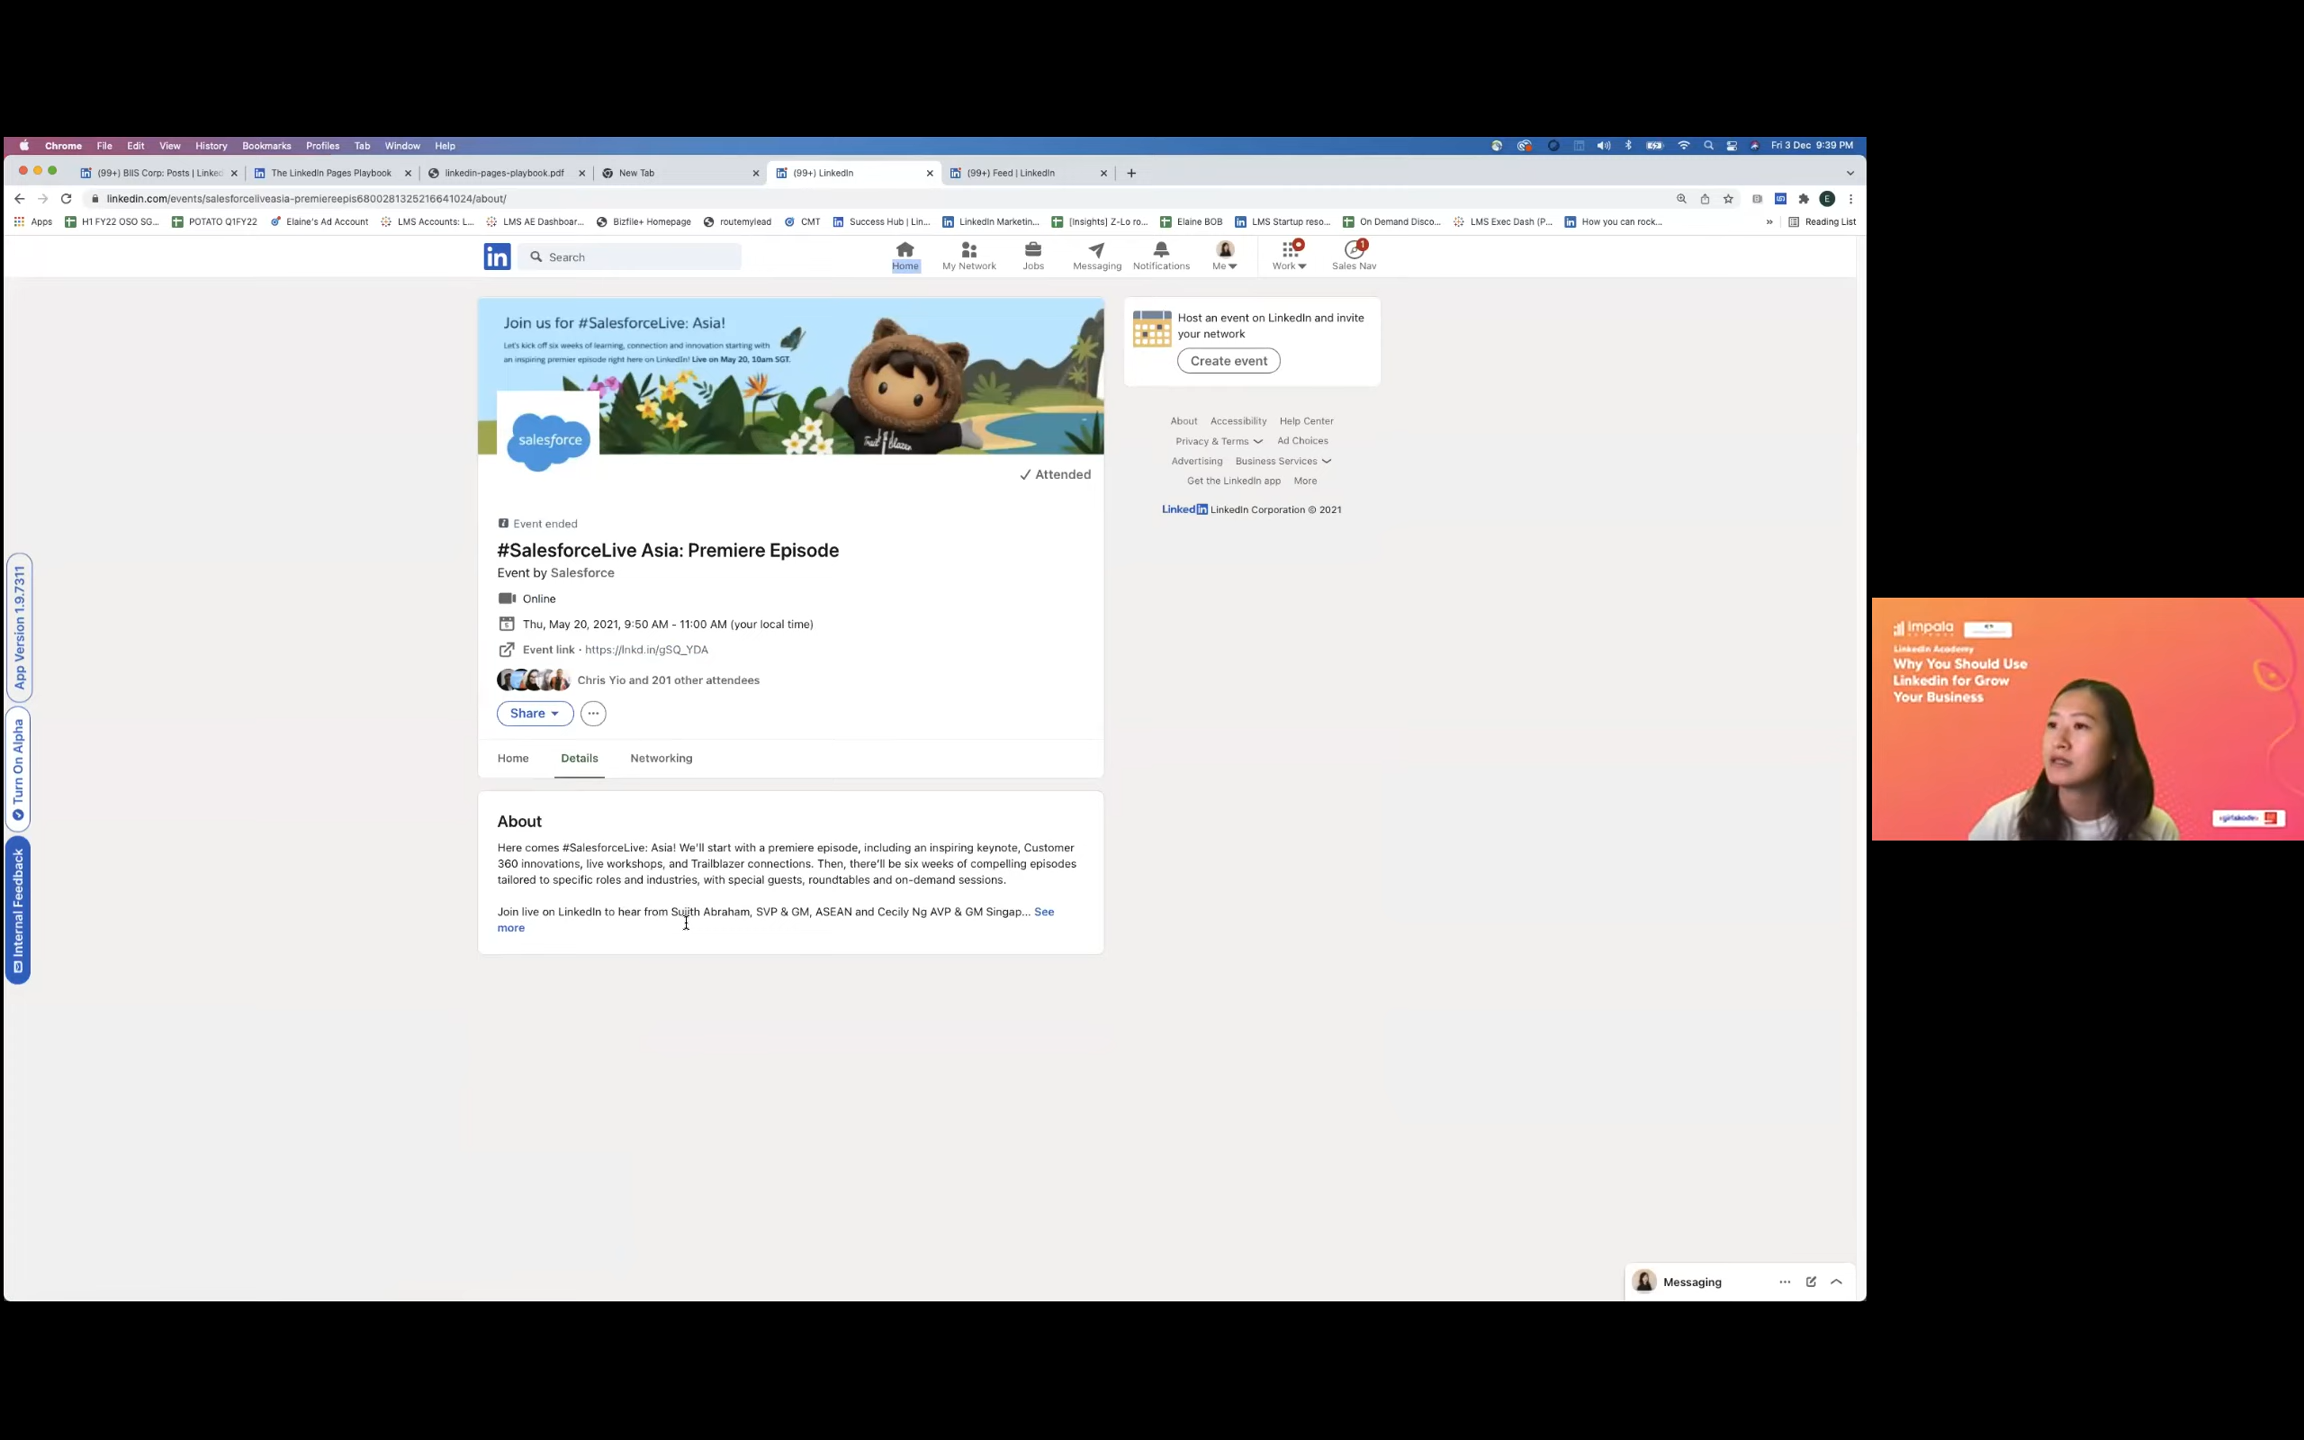 Chrome File Edit View History Bookmarks Profiles Tab Window Help
Fri 3 Dec 9:39 PM
(99+) BIIS Corp: Posts | Linked
The LinkedIn Pages Playbook
linkedin-pages-playbook.pdf
New Tab
(99+) LinkedIn
(99+) Feed | LinkedIn
linkedin.com/events/salesforceliveasia-premiereepis6800281325216641024/about/
Apps
H1 FY22 OSO SG...
POTATO Q1FY22
Elaine's Ad Account
LMS Accounts: L...
LMS AE Dashboar...
Bizfile+ Homepage
routemylead
CMT
Success Hub | Lin...
LinkedIn Marketin...
[Insights] Z-Lo ro...
Elaine BOB
LMS Startup reso...
On Demand Disco...
LMS Exec Dash (P...
How you can rock...
»
Reading List
in
Search
Home
My Network
Jobs
Messaging
Notifications
Me
Work
1
Sales Nav
Join us for #SalesforceLive: Asia!
Let's kick off six weeks of learning, connection and innovation starting with
an inspiring premier episode right here on LinkedIn! Live on May 20, 10am SGT.
salesforce
Trail Blazer
Attended
Event ended
#SalesforceLive Asia: Premiere Episode
Event by Salesforce
Online
Thu, May 20, 2021, 9:50 AM - 11:00 AM (your local time)
Event link · https://lnkd.in/gSQ_YDA
Chris Yio and 201 other attendees
Share
Home
Details
Networking
About
Here comes #SalesforceLive: Asia! We'll start with a premiere episode, including an inspiring keynote, Customer
360 innovations, live workshops, and Trailblazer connections. Then, there'll be six weeks of compelling episodes
tailored to specific roles and industries, with special guests, roundtables and on-demand sessions.
Join live on LinkedIn to hear from Sujith Abraham, SVP & GM, ASEAN and Cecily Ng AVP & GM Singap... See
more
Host an event on LinkedIn and invite
your network
Create event
About Accessibility Help Center
Privacy & Terms Ad Choices
Advertising Business Services
Get the LinkedIn app More
LinkedIn LinkedIn Corporation © 2021
App Version 1.9.7311
Turn On Alpha
Internal Feedback
Messaging
impala
LinkedIn Academy
Why You Should Use
Linkedin for Grow
Your Business